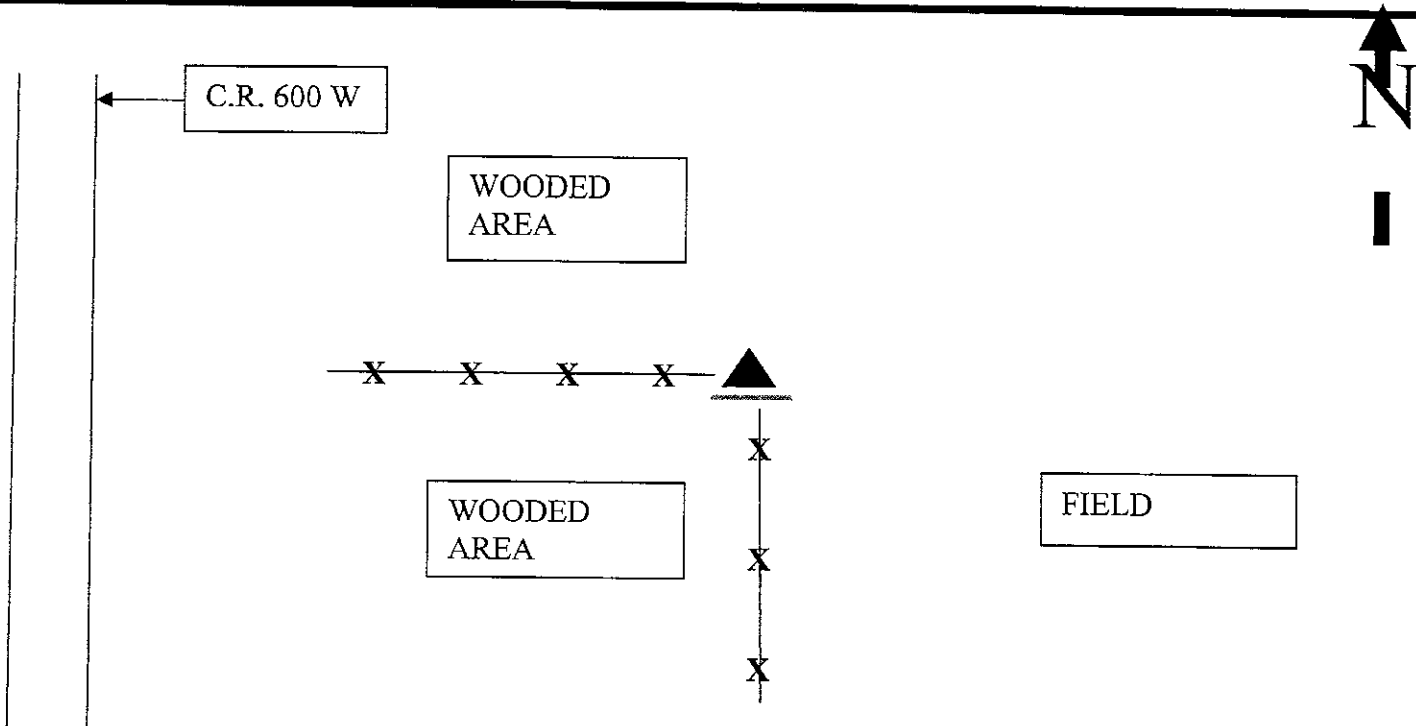 C.R. 600 W
N
WOODED
AREA
X X X X
X
WOODED
AREA
FIELD
X
X